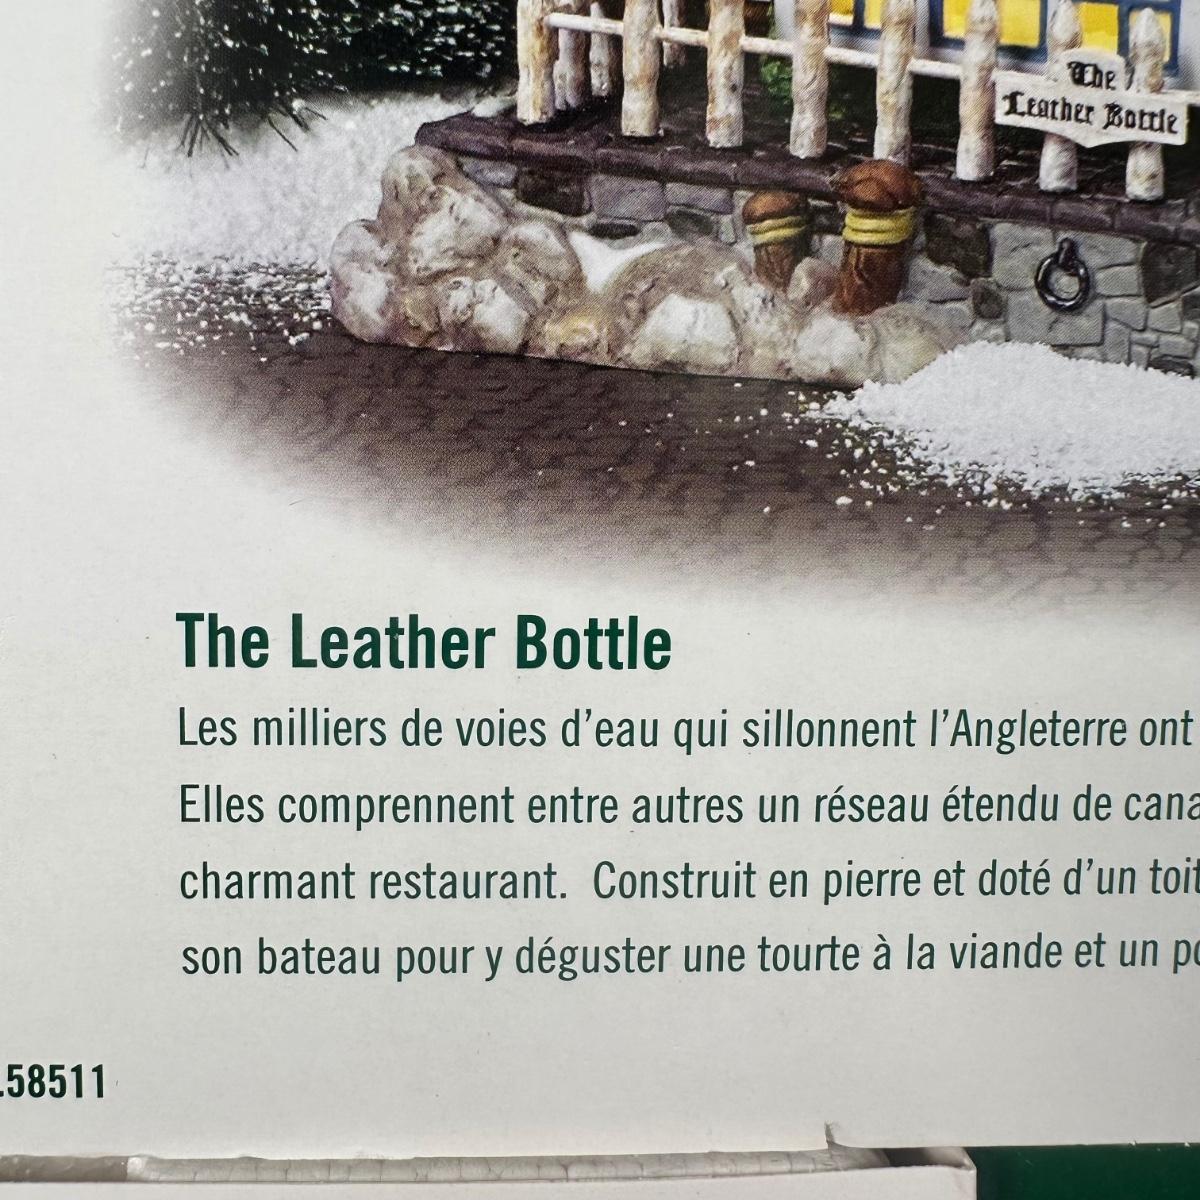 The
Leather Bottle
The Leather Bottle
Les milliers de voies d'eau qui sillonnent l'Angleterre ont
Elles comprennent entre autres un réseau étendu de
charmant restaurant. Construit en pierre et doté d'un toit
son bateau pour y déguster une tourte à la viande et un
.58511